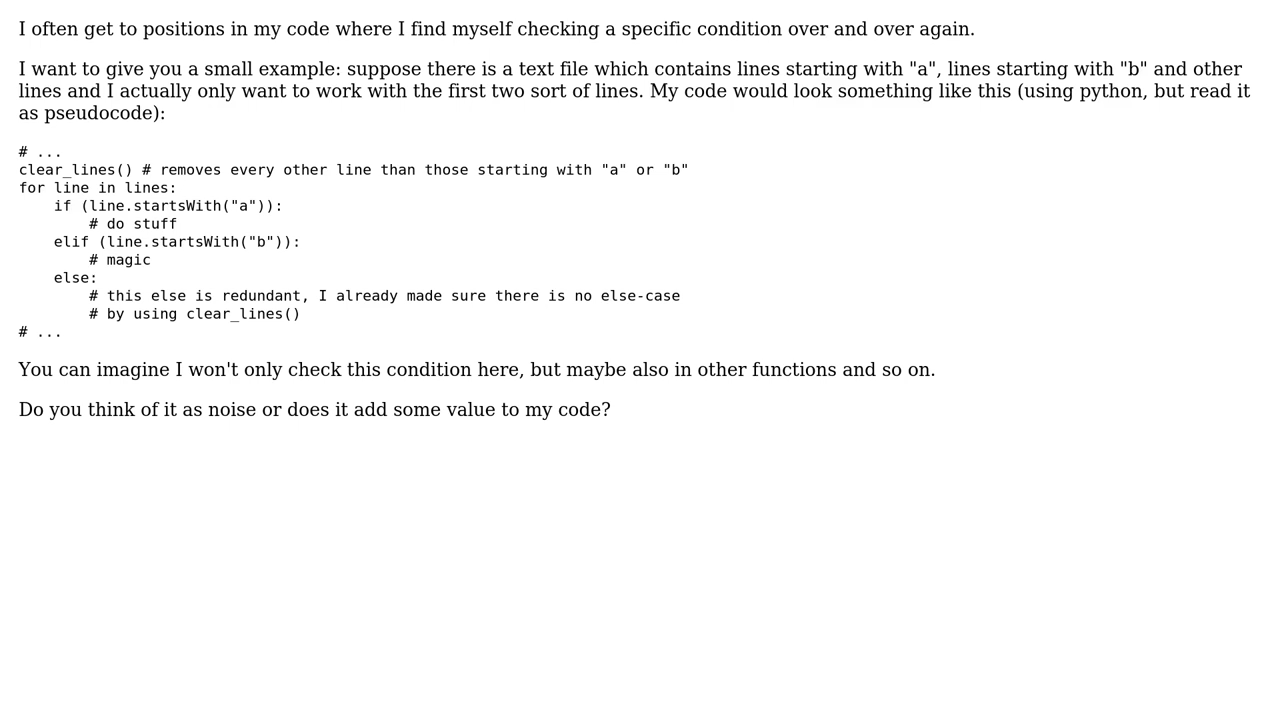 I often get to positions in my code where I find myself checking a specific condition over and over again.
I want to give you a small example: suppose there is a text file which contains lines starting with "a", lines starting with "b" and other
lines and I actually only want to work with the first two sort of lines. My code would look something like this (using python, but read it
as pseudocode):
# ...
clear_lines() # removes every other line than those starting with "a" or "b"
for line in lines:
    if (line.startsWith("a")):
        # do stuff
    elif (line.startsWith("b")):
        # magic
    else:
        # this else is redundant, I already made sure there is no else-case
        # by using clear_lines()
# ...
You can imagine I won't only check this condition here, but maybe also in other functions and so on.
Do you think of it as noise or does it add some value to my code?